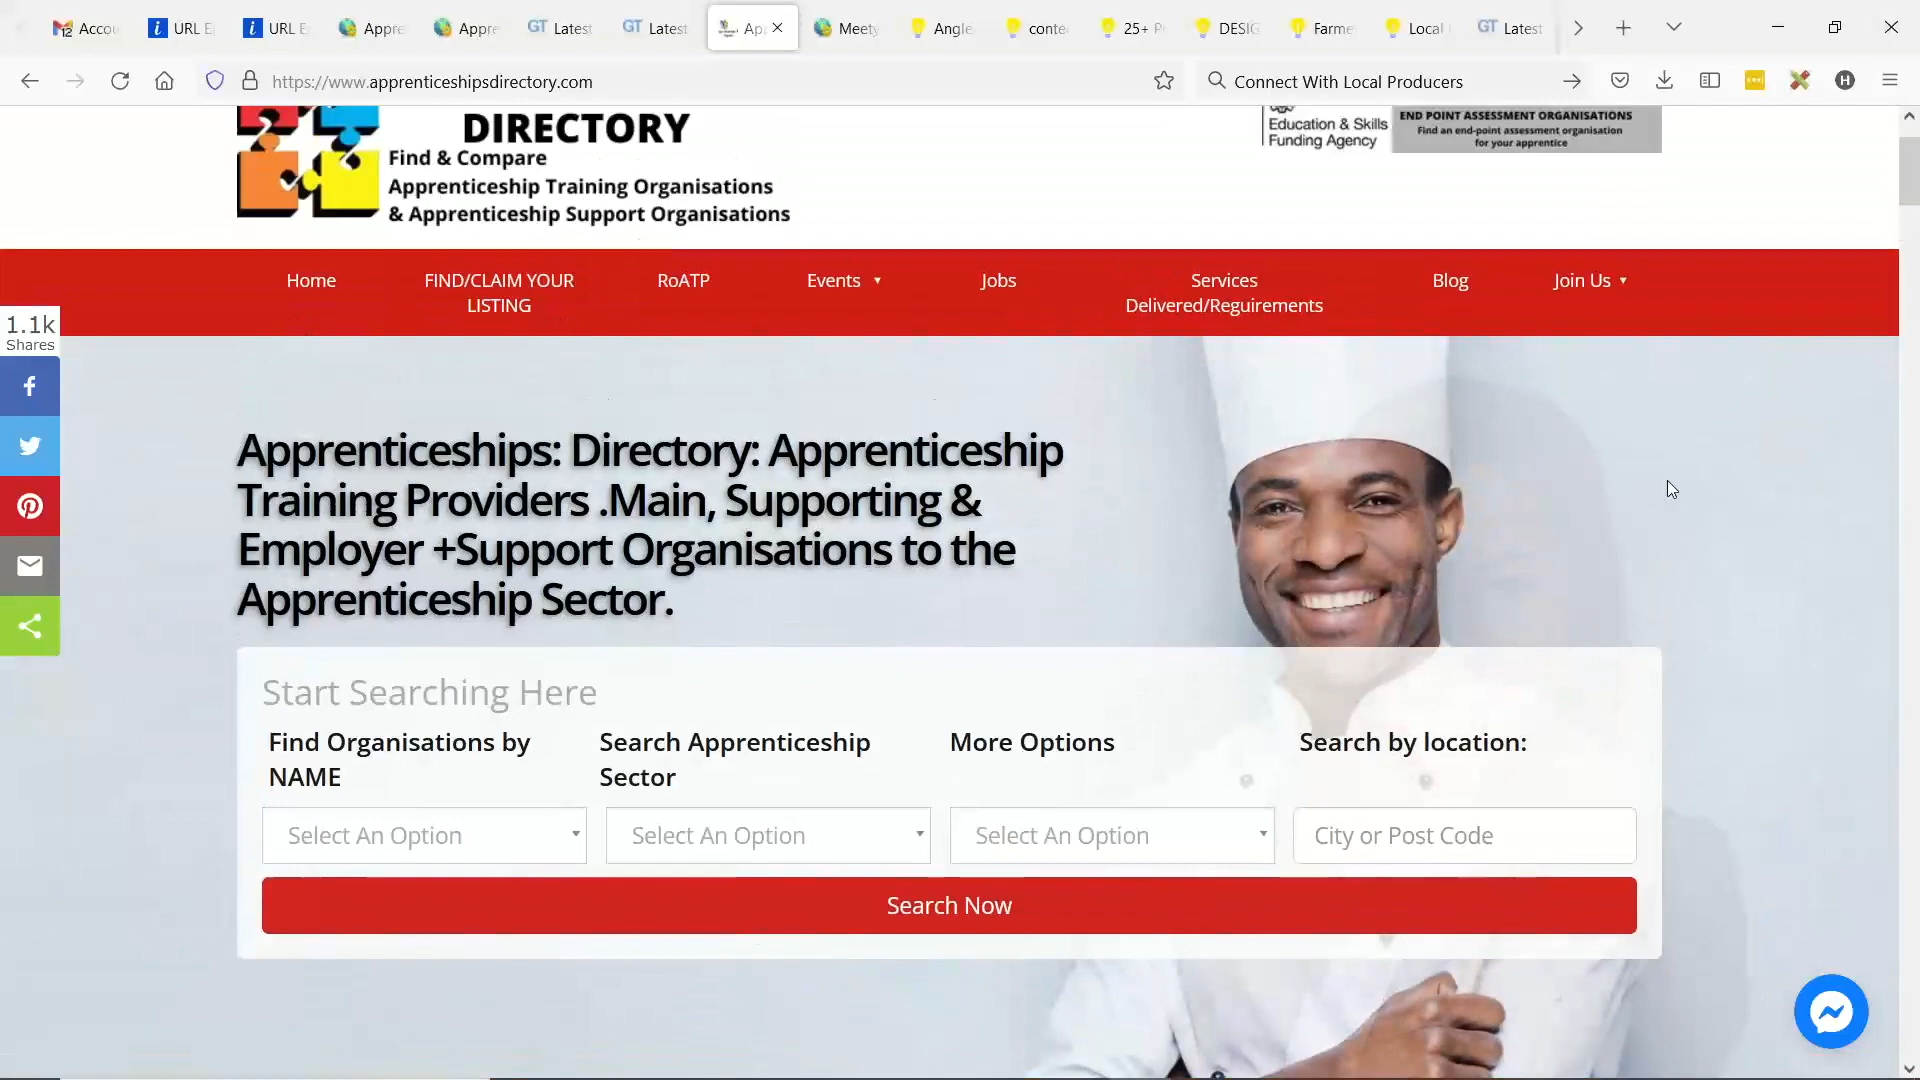 Accou
URL E
URL E
Appre
Appre
GT Latest
GT Latest
Ap
Meety
Angle
conte
25+ P
DESIG
Farme
Local
GT Latest
https://www.apprenticeshipsdirectory.com
Connect With Local Producers
H
DIRECTORY
Find & Compare
Apprenticeship Training Organisations
& Apprenticeship Support Organisations
Education & Skills
Funding Agency
END POINT ASSESSMENT ORGANISATIONS
Find an end-point assessment organisation
for your apprentice
Home
FIND/CLAIM YOUR
LISTING
RoATP
Events
Jobs
Services
Delivered/Reguirements
Blog
Join Us
1.1k
Shares
Apprenticeships: Directory: Apprenticeship
Training Providers .Main, Supporting &
Employer +Support Organisations to the
Apprenticeship Sector.
Start Searching Here
Find Organisations by
NAME
Search Apprenticeship
Sector
More Options
Search by location:
Select An Option
Select An Option
Select An Option
City or Post Code
Search Now